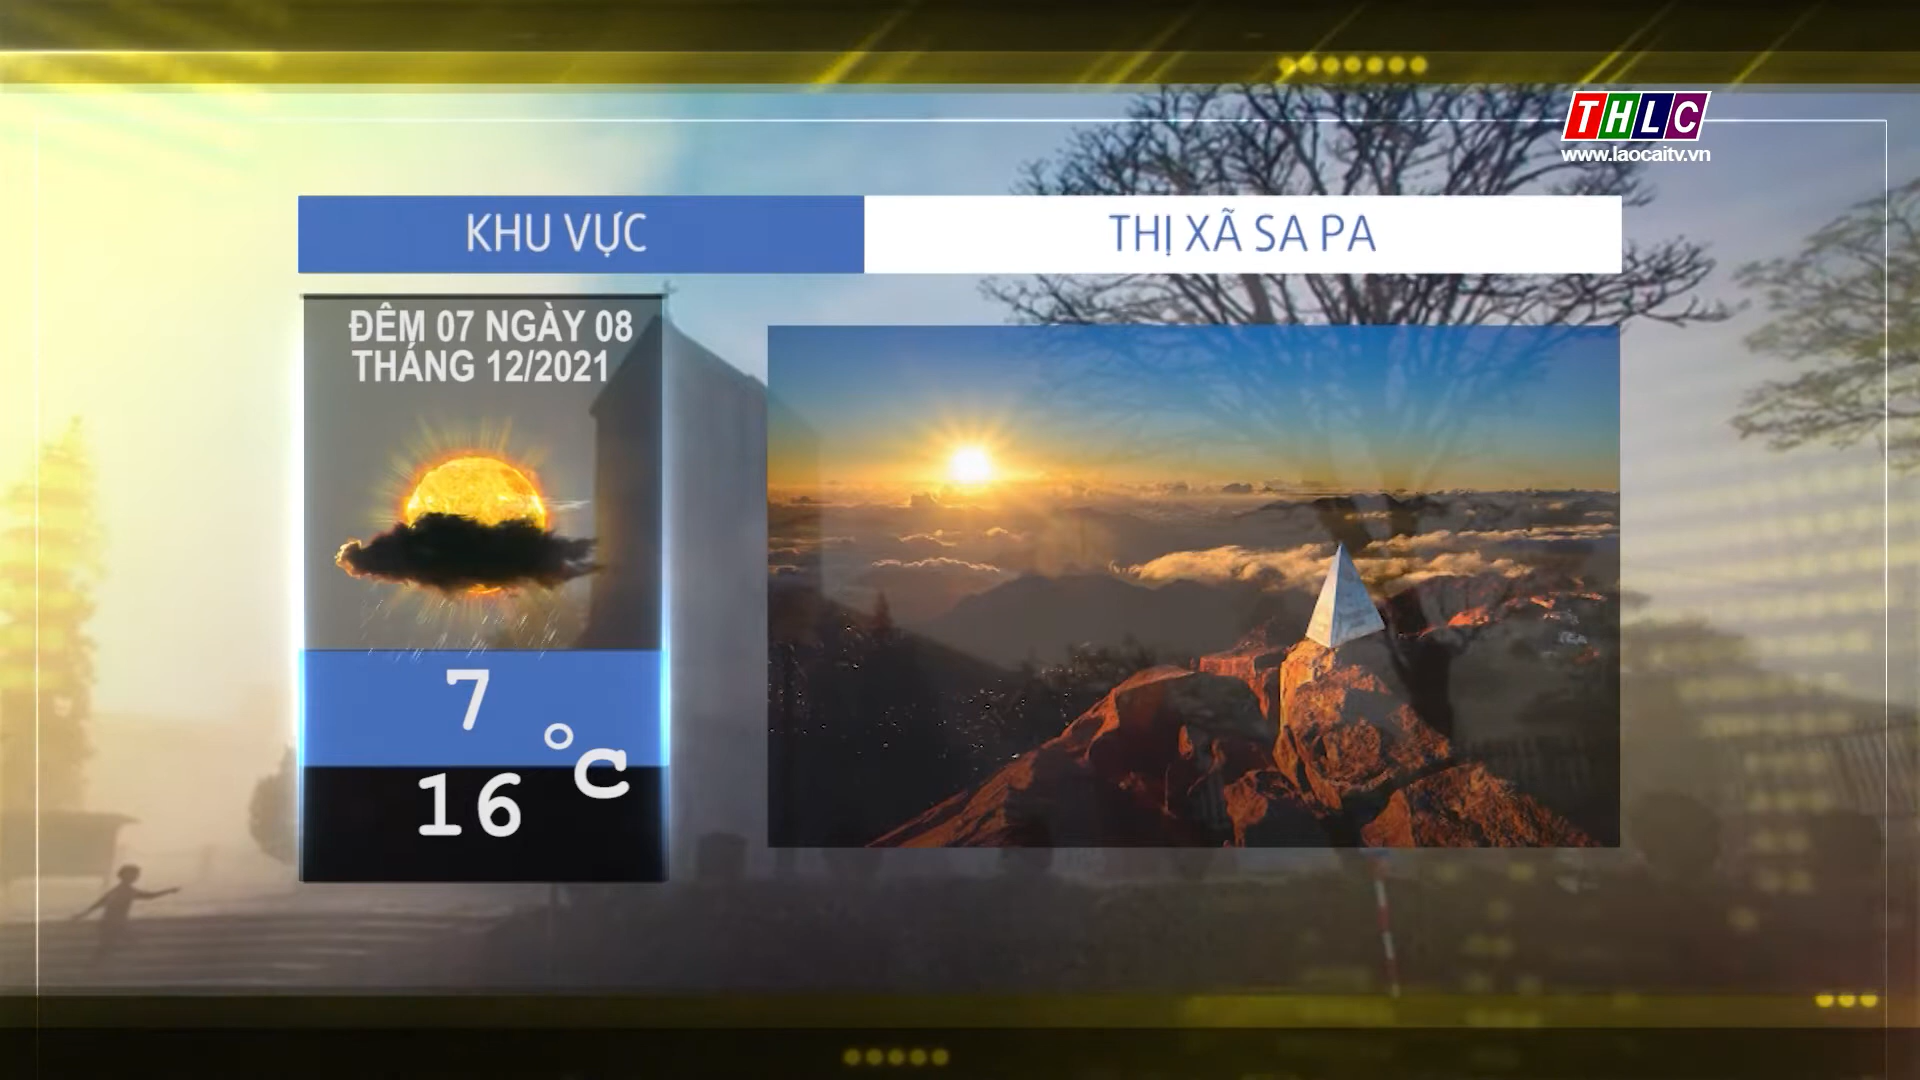 THLC
www.laocaitv.vn
KHU VỰC
THỊ XÃ SA PA
ĐÊM 07 NGÀY 08
THÁNG 12/2021
7
°C
16